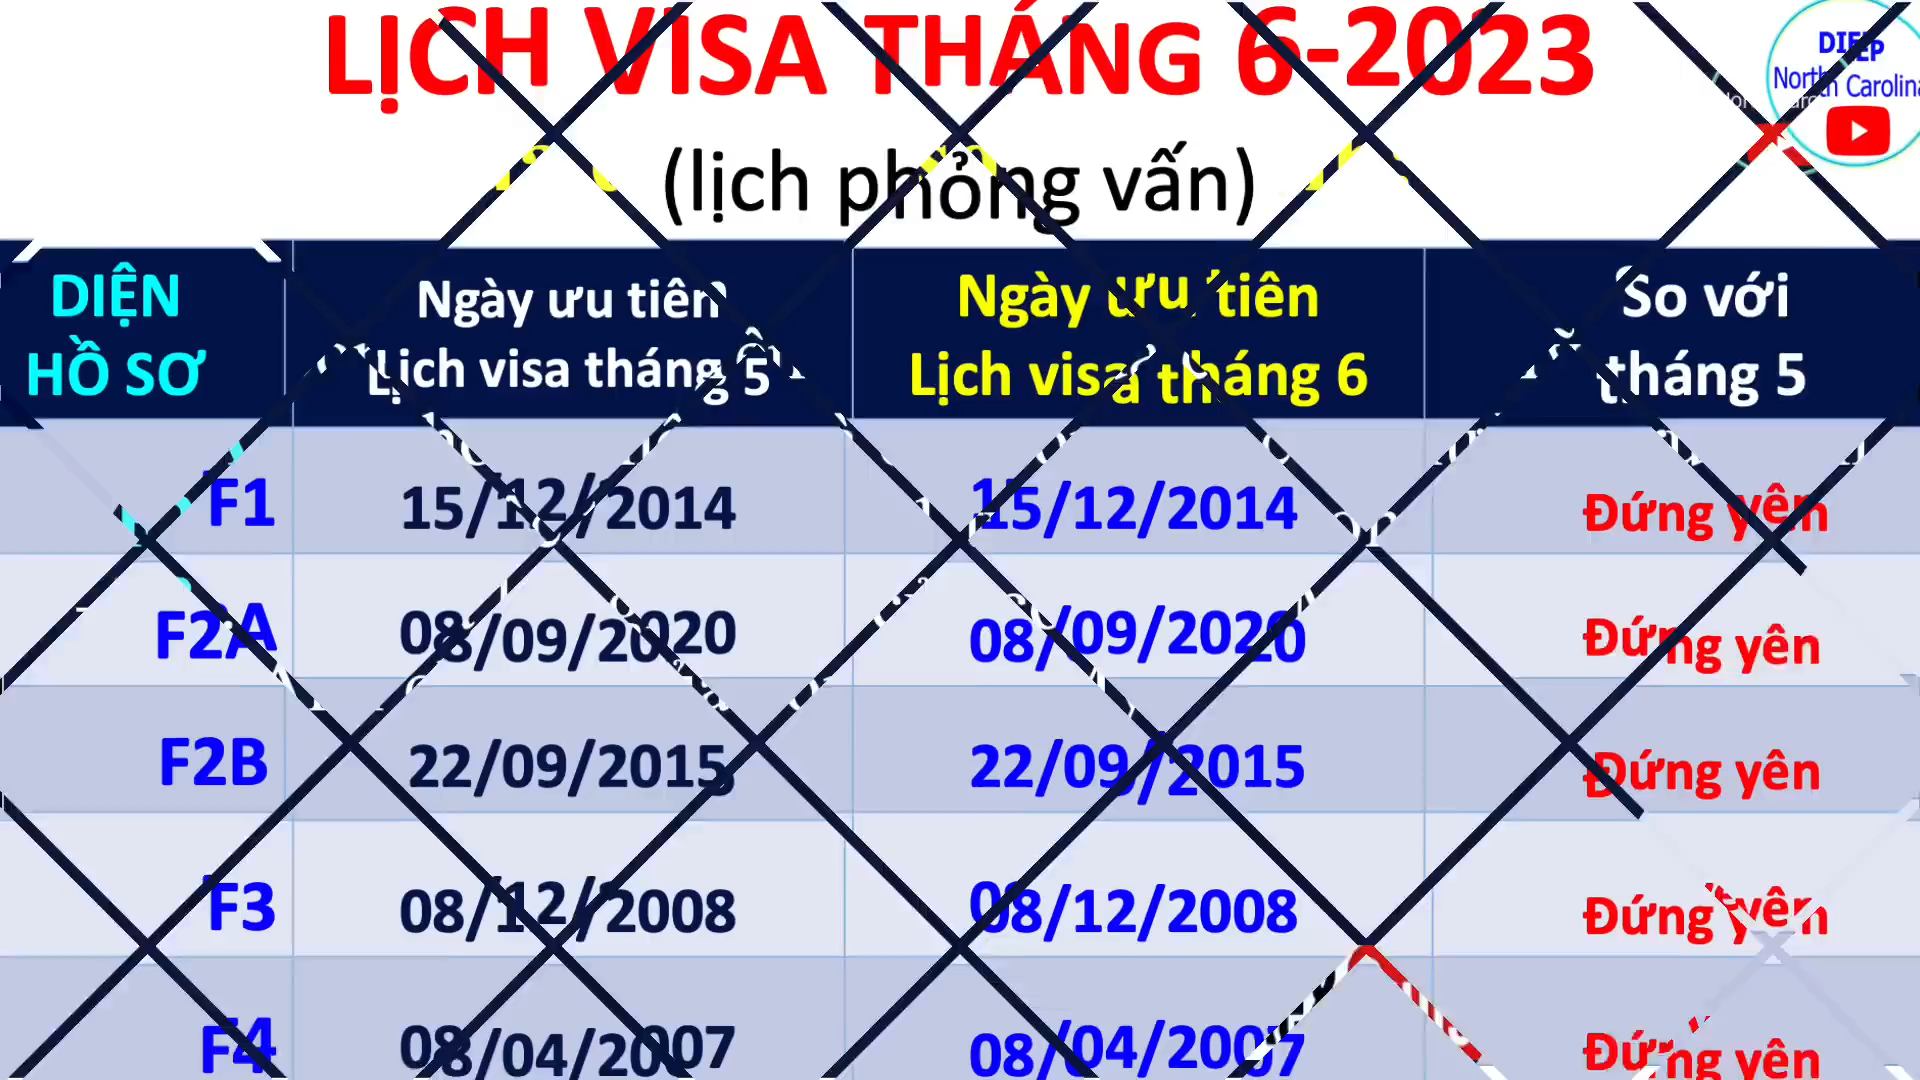 LỊCH VISA THÁNG 6-2023
DIỆP
North Carolina
(lịch phỏng vấn)
DIỆN
HỒ SƠ
Ngày ưu tiên
Lịch visa tháng 5
Ngày ưu tiên
Lịch visa tháng 6
So với
tháng 5
F1 15/12/2014 15/12/2014 Đứng yên
F2A 08/09/2020 08/09/2020 Đứng yên
F2B 22/09/2015 22/09/2015 Đứng yên
F3 08/12/2008 08/12/2008 Đứng yên
F4 08/04/2007 08/04/2007 Đứng yên